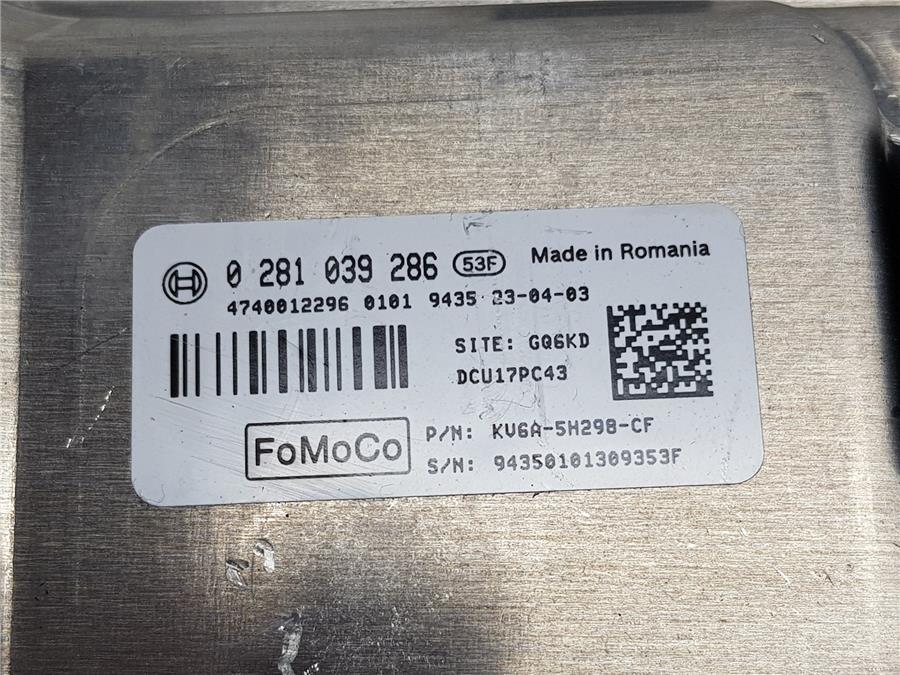 0 281 039 286 53F Made in Romania
4740012296 0101 9435 23-04-03
SITE: GQ6KD
DCU17PC43
FoMoCo
P/N: KV6A-5H298-CF
S/N: 94350101309353F